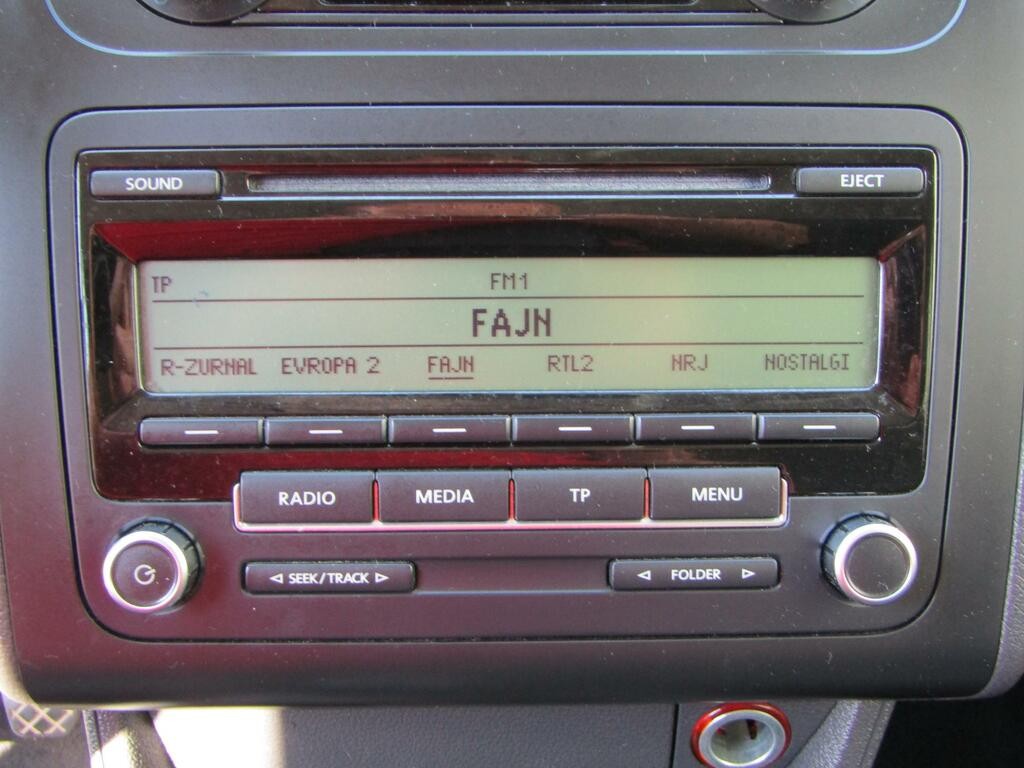 SOUND EJECT
TP FM1
FAJN
R-ZURNAL EVROPA 2 FAJN RTL2 NRJ NOSTALGI
RADIO MEDIA TP MENU
SEEK/TRACK FOLDER